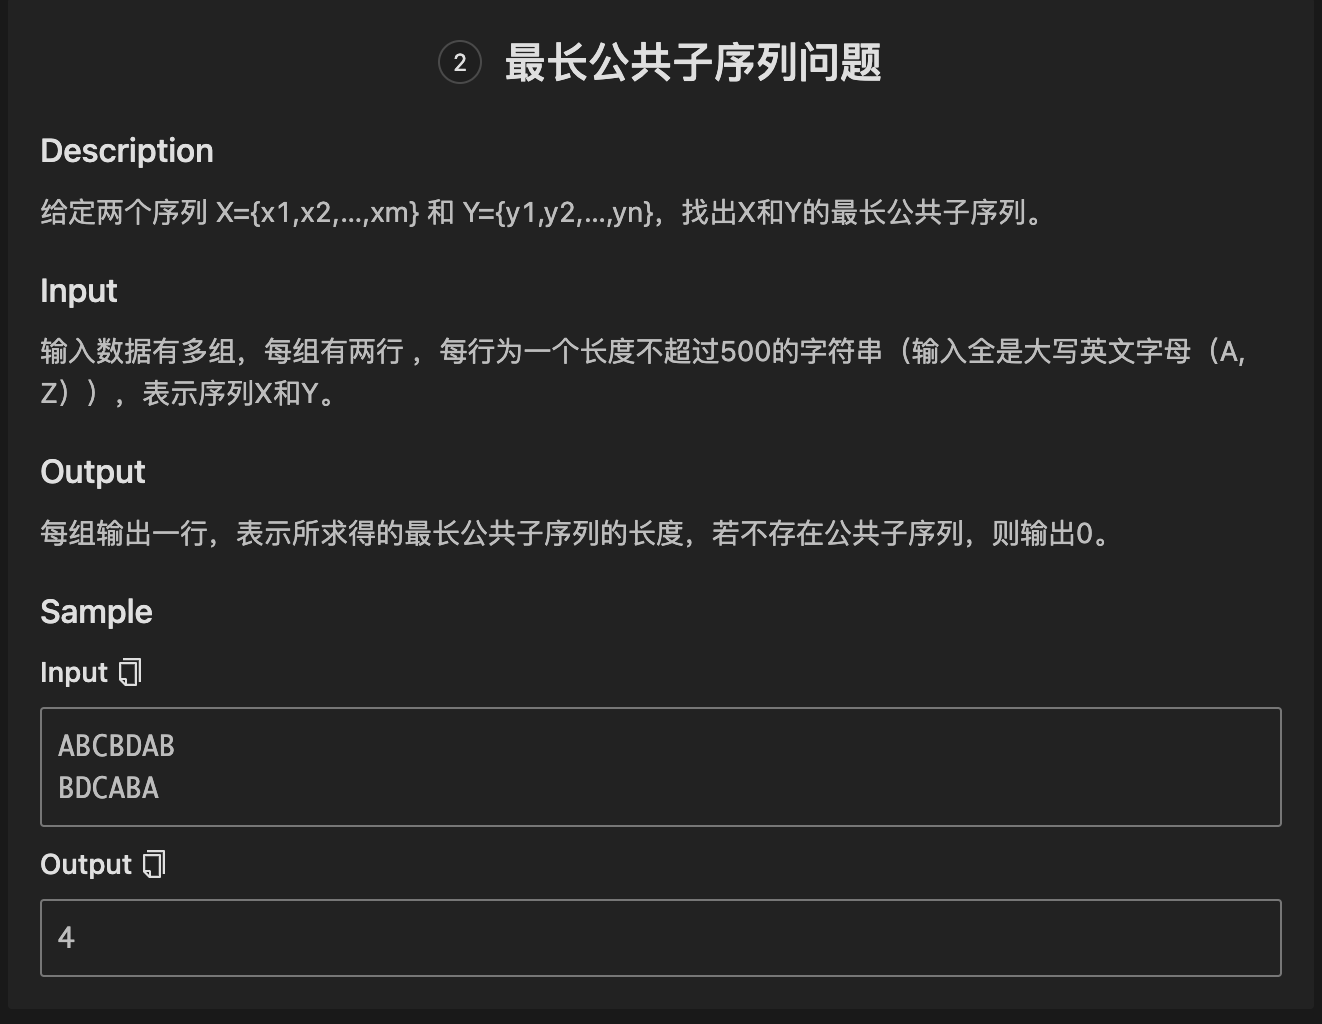 2 最长公共子序列问题
Description
给定两个序列 X={x1,x2,...,xm} 和 Y={y1,y2,...,yn}，找出X和Y的最长公共子序列。
Input
输入数据有多组，每组有两行 ，每行为一个长度不超过500的字符串（输入全是大写英文字母（A,
Z）），表示序列X和Y。
Output
每组输出一行，表示所求得的最长公共子序列的长度，若不存在公共子序列，则输出0。
Sample
Input
ABCBDAB
BDCABA
Output
4